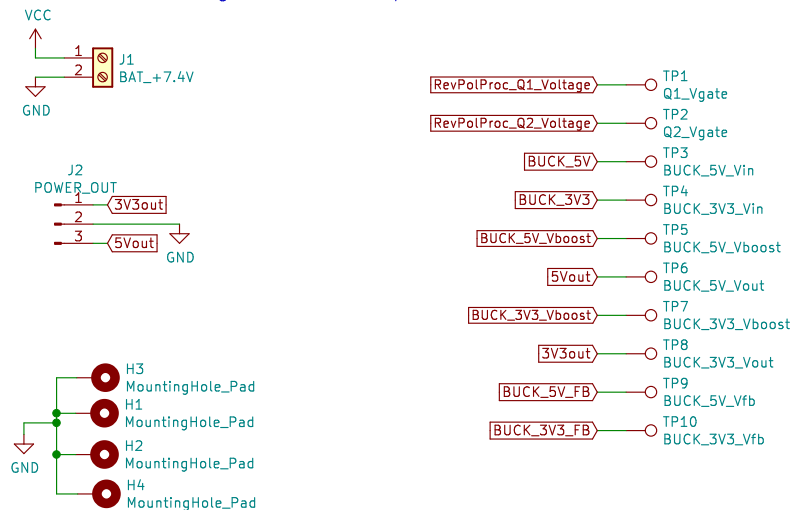 VCC
1
2
J1
BAT_+7.4V
GND
J2
POWER_OUT
1
3V3out
2
3
5Vout
GND
H3
MountingHole_Pad
H1
MountingHole_Pad
H2
MountingHole_Pad
H4
MountingHole_Pad
GND
RevPolProc_Q1_Voltage
TP1
Q1_Vgate
RevPolProc_Q2_Voltage
TP2
Q2_Vgate
BUCK_5V
TP3
BUCK_5V_Vin
BUCK_3V3
TP4
BUCK_3V3_Vin
BUCK_5V_Vboost
TP5
BUCK_5V_Vboost
5Vout
TP6
BUCK_5V_Vout
BUCK_3V3_Vboost
TP7
BUCK_3V3_Vboost
3V3out
TP8
BUCK_3V3_Vout
BUCK_5V_FB
TP9
BUCK_5V_Vfb
BUCK_3V3_FB
TP10
BUCK_3V3_Vfb